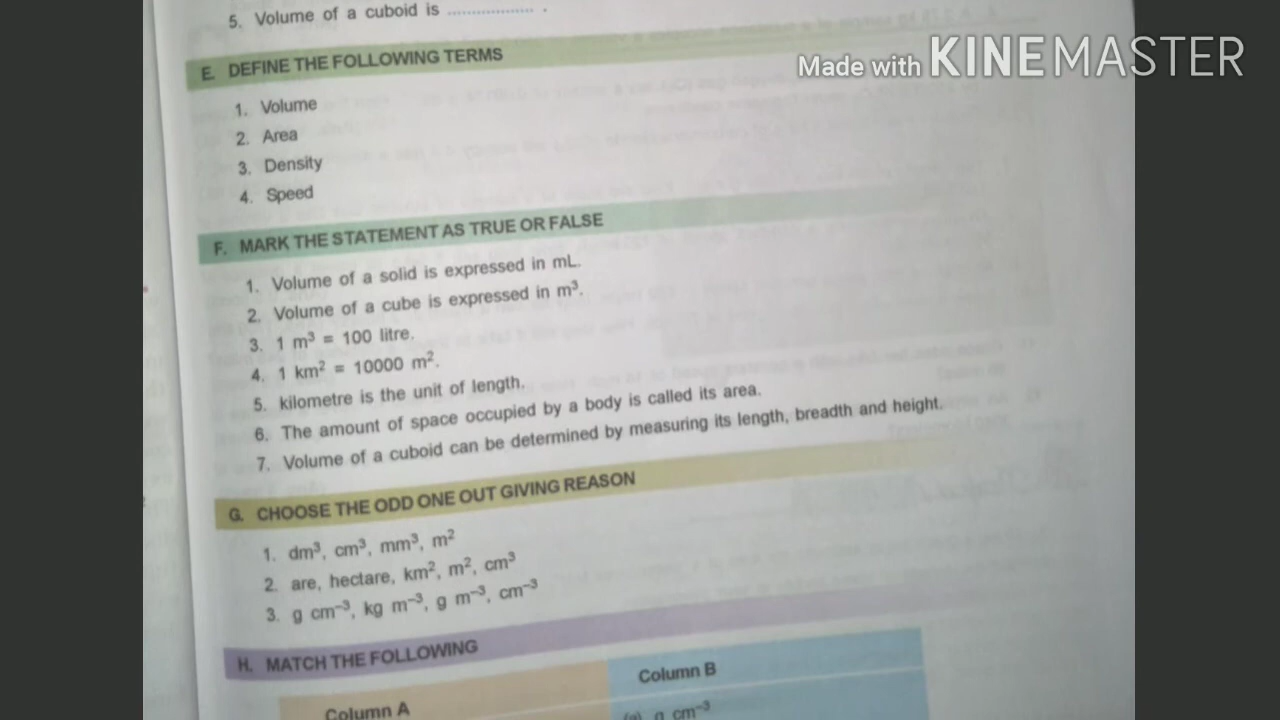 5. Volume of a cuboid is .................. .
Made with KINEMASTER
E. DEFINE THE FOLLOWING TERMS
1. Volume
2. Area
3. Density
4. Speed
F. MARK THE STATEMENT AS TRUE OR FALSE
1. Volume of a solid is expressed in mL.
2. Volume of a cube is expressed in m³.
3. 1 m³ = 100 litre.
4. 1 km² = 10000 m².
5. kilometre is the unit of length.
6. The amount of space occupied by a body is called its area.
7. Volume of a cuboid can be determined by measuring its length, breadth and height.
G. CHOOSE THE ODD ONE OUT GIVING REASON
1. dm³, cm³, mm³, m²
2. are, hectare, km², m², cm³
3. g cm⁻³, kg m⁻³, g m⁻³, cm⁻³
H. MATCH THE FOLLOWING
Column A Column B
(a) g cm⁻³